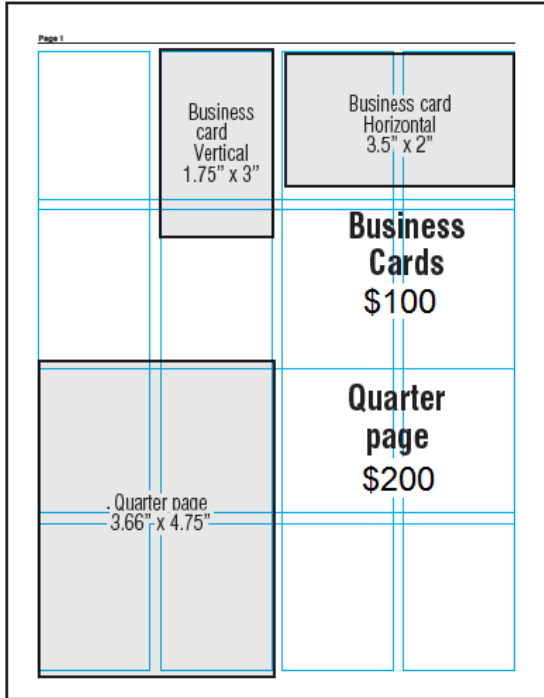 Page 1
Business
card
Vertical
1.75" x 3"
Business card
Horizontal
3.5" x 2"
Business
Cards
$100
Quarter
page
$200
. Quarter page
3.66" x 4.75"